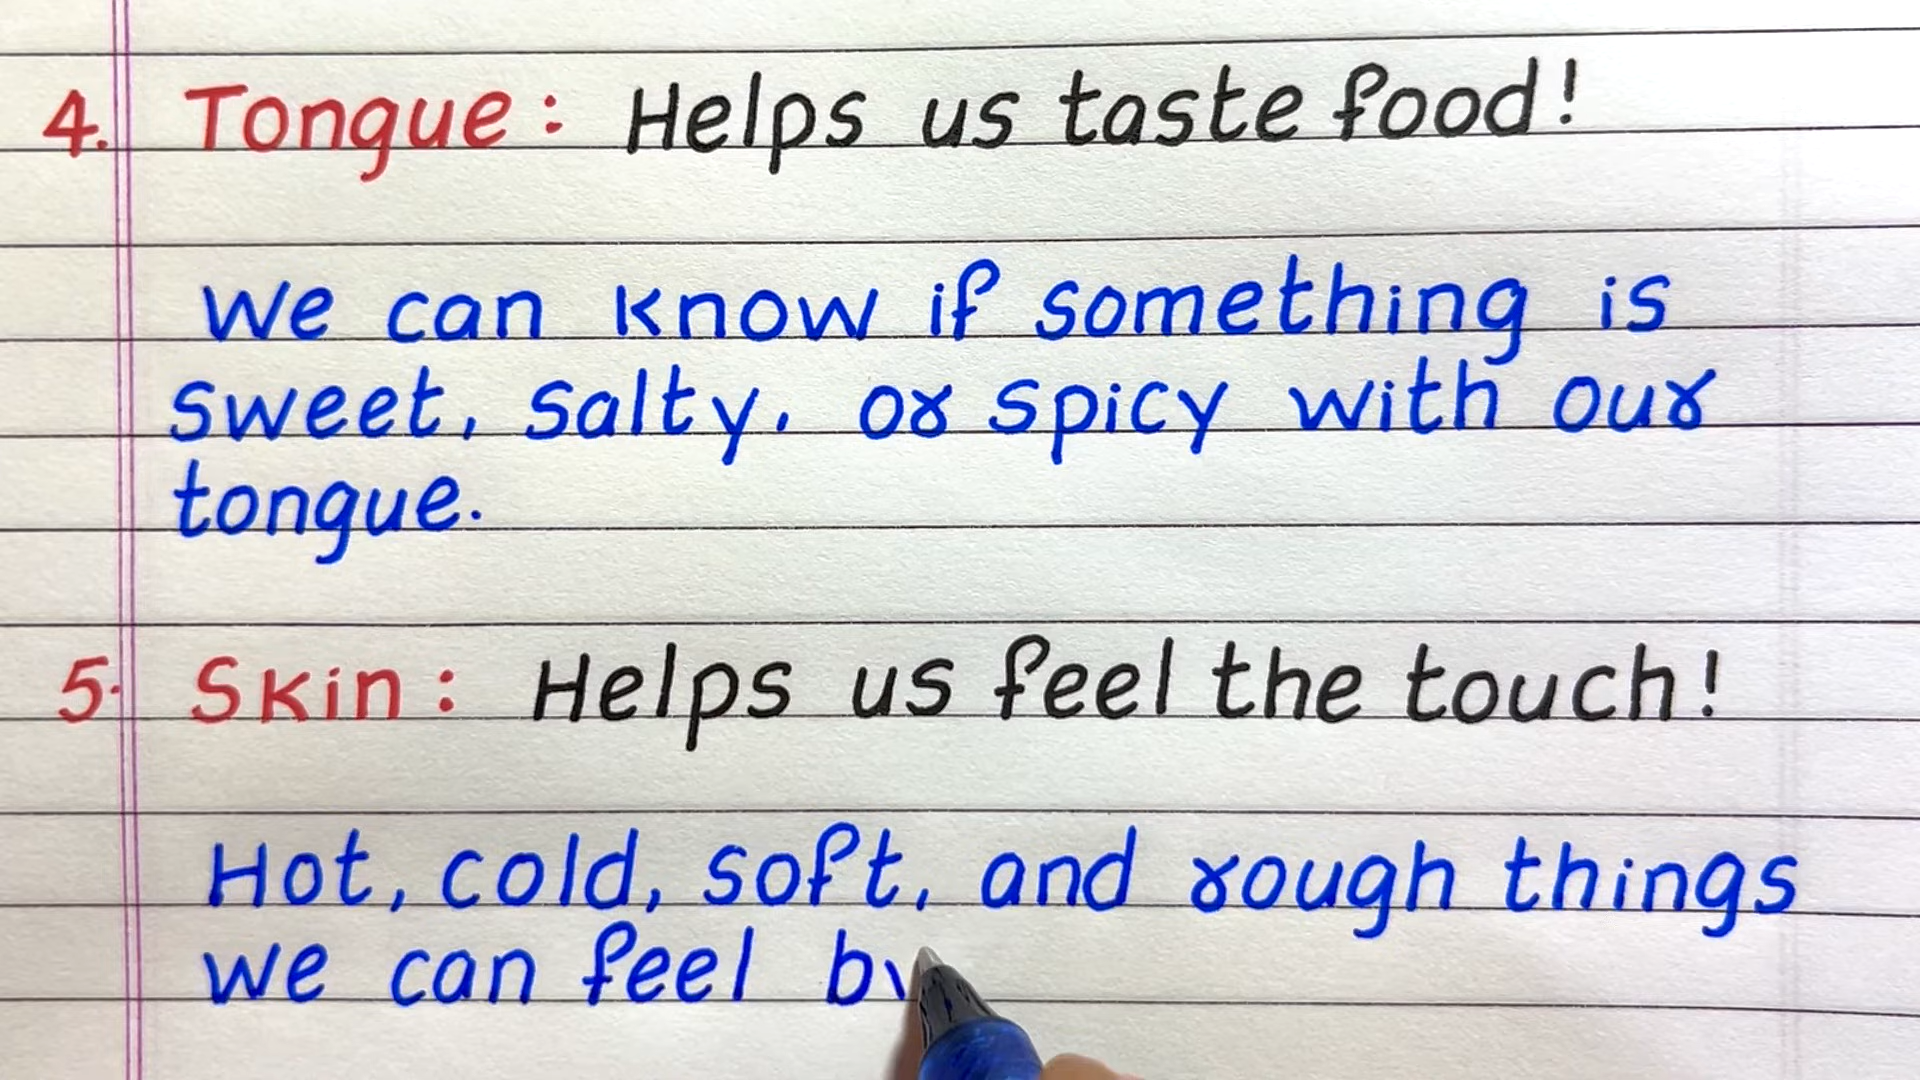 4. Tongue: Helps us taste food!
We can know if something is
sweet, salty, or spicy with our
tongue.
5. Skin: Helps us feel the touch!
Hot, cold, soft, and rough things
we can feel